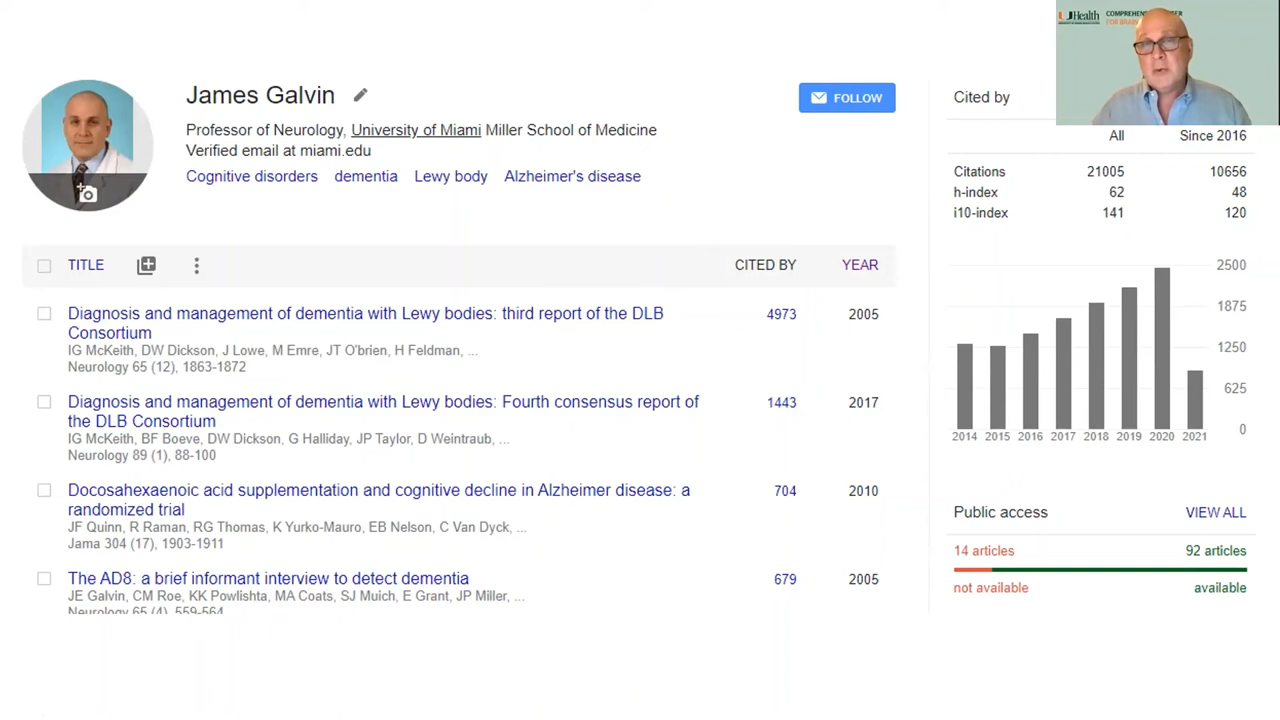 James Galvin
FOLLOW
Professor of Neurology, University of Miami Miller School of Medicine
Verified email at miami.edu
Cognitive disorders dementia Lewy body Alzheimer's disease
TITLE CITED BY YEAR
Diagnosis and management of dementia with Lewy bodies: third report of the DLB 4973 2005
Consortium
IG McKeith, DW Dickson, J Lowe, M Emre, JT O'brien, H Feldman, ...
Neurology 65 (12), 1863-1872
Diagnosis and management of dementia with Lewy bodies: Fourth consensus report of 1443 2017
the DLB Consortium
IG McKeith, BF Boeve, DW Dickson, G Halliday, JP Taylor, D Weintraub, ...
Neurology 89 (1), 88-100
Docosahexaenoic acid supplementation and cognitive decline in Alzheimer disease: a 704 2010
randomized trial
JF Quinn, R Raman, RG Thomas, K Yurko-Mauro, EB Nelson, C Van Dyck, ...
Jama 304 (17), 1903-1911
The AD8: a brief informant interview to detect dementia 679 2005
JE Galvin, CM Roe, KK Powlishta, MA Coats, SJ Muich, E Grant, JP Miller, ...
Neurology 65 (4), 559-564
UHealth
Cited by
All Since 2016
Citations 21005 10656
h-index 62 48
i10-index 141 120
2500
1875
1250
625
0
2014 2015 2016 2017 2018 2019 2020 2021
Public access VIEW ALL
14 articles 92 articles
not available available